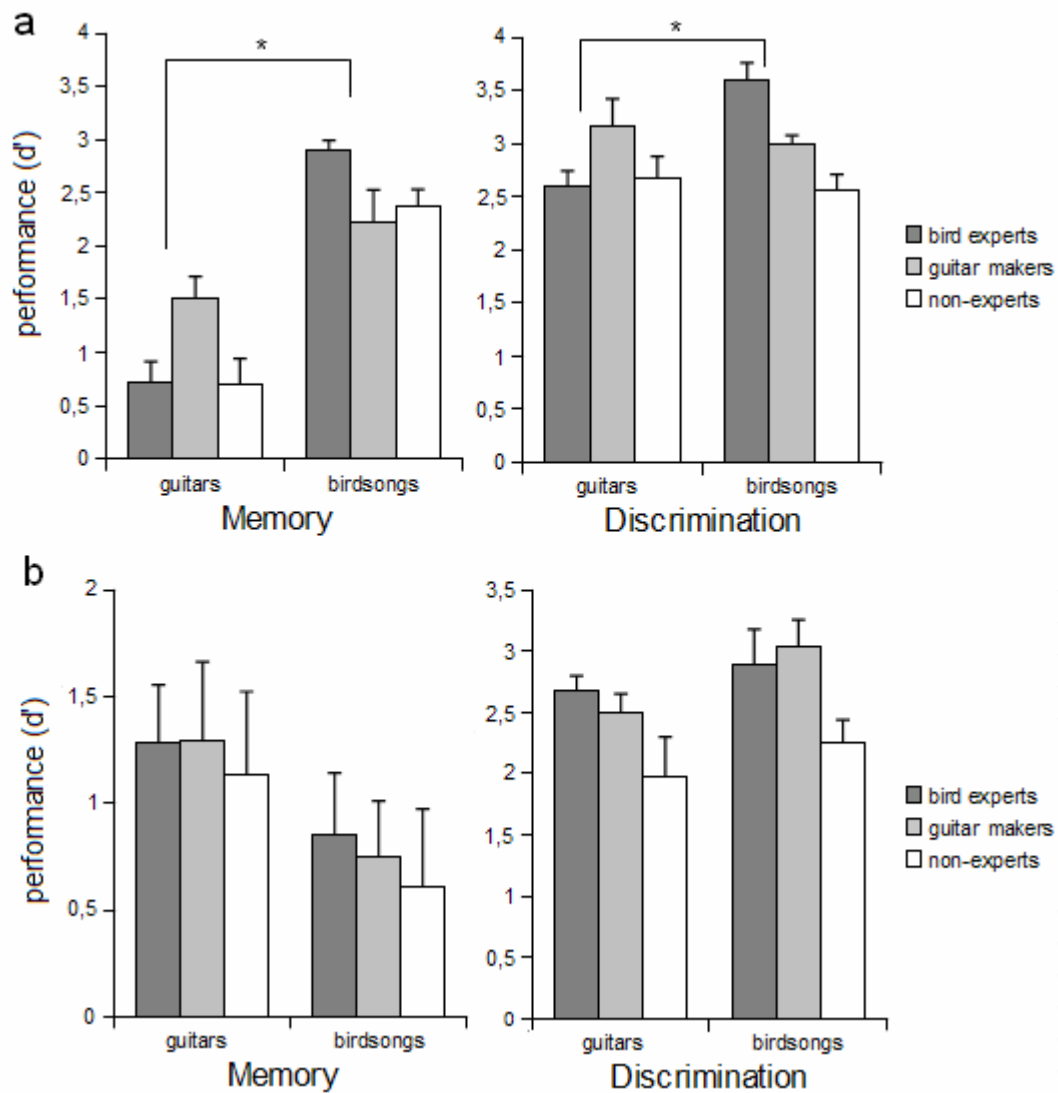 a
4
3,5
3
2,5
2
1,5
1
0,5
0
performance (d')
*
guitars
birdsongs
Memory
4
3,5
3
2,5
2
1,5
1
0,5
0
*
guitars
birdsongs
Discrimination
bird experts
guitar makers
non-experts
b
2
1,5
1
0,5
0
performance (d')
guitars
birdsongs
Memory
3,5
3
2,5
2
1,5
1
0,5
0
guitars
birdsongs
Discrimination
bird experts
guitar makers
non-experts